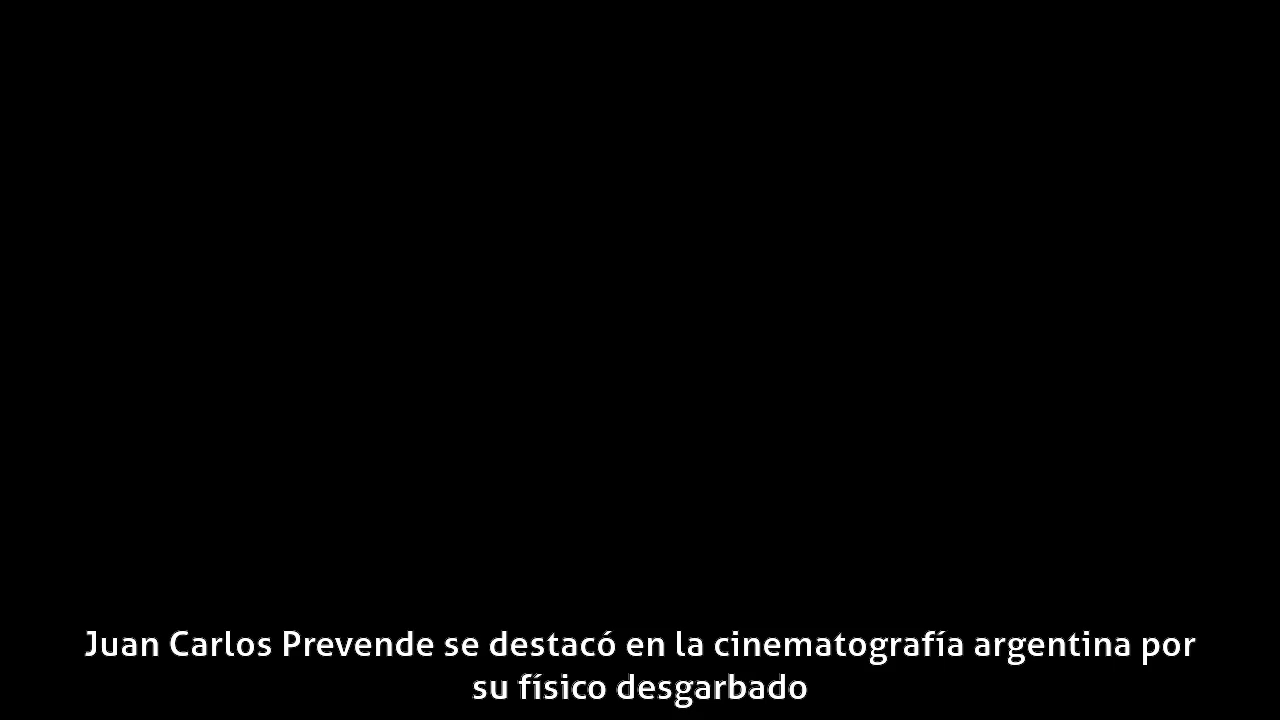 Juan Carlos Prevende se destacó en la cinematografía argentina por
su físico desgarbado